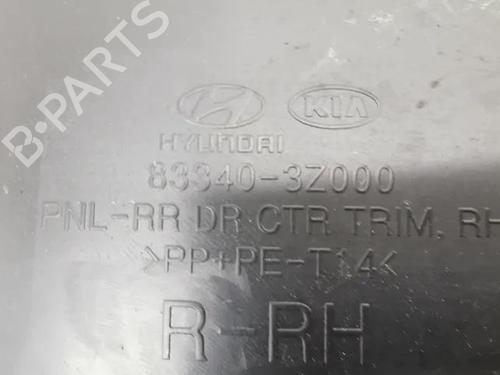 B-PARTS
KIA
HYUNDAI
83340-3Z000
PNL-RR DR CTR TRIM, RH
>PP+PE-T14<
R-RH